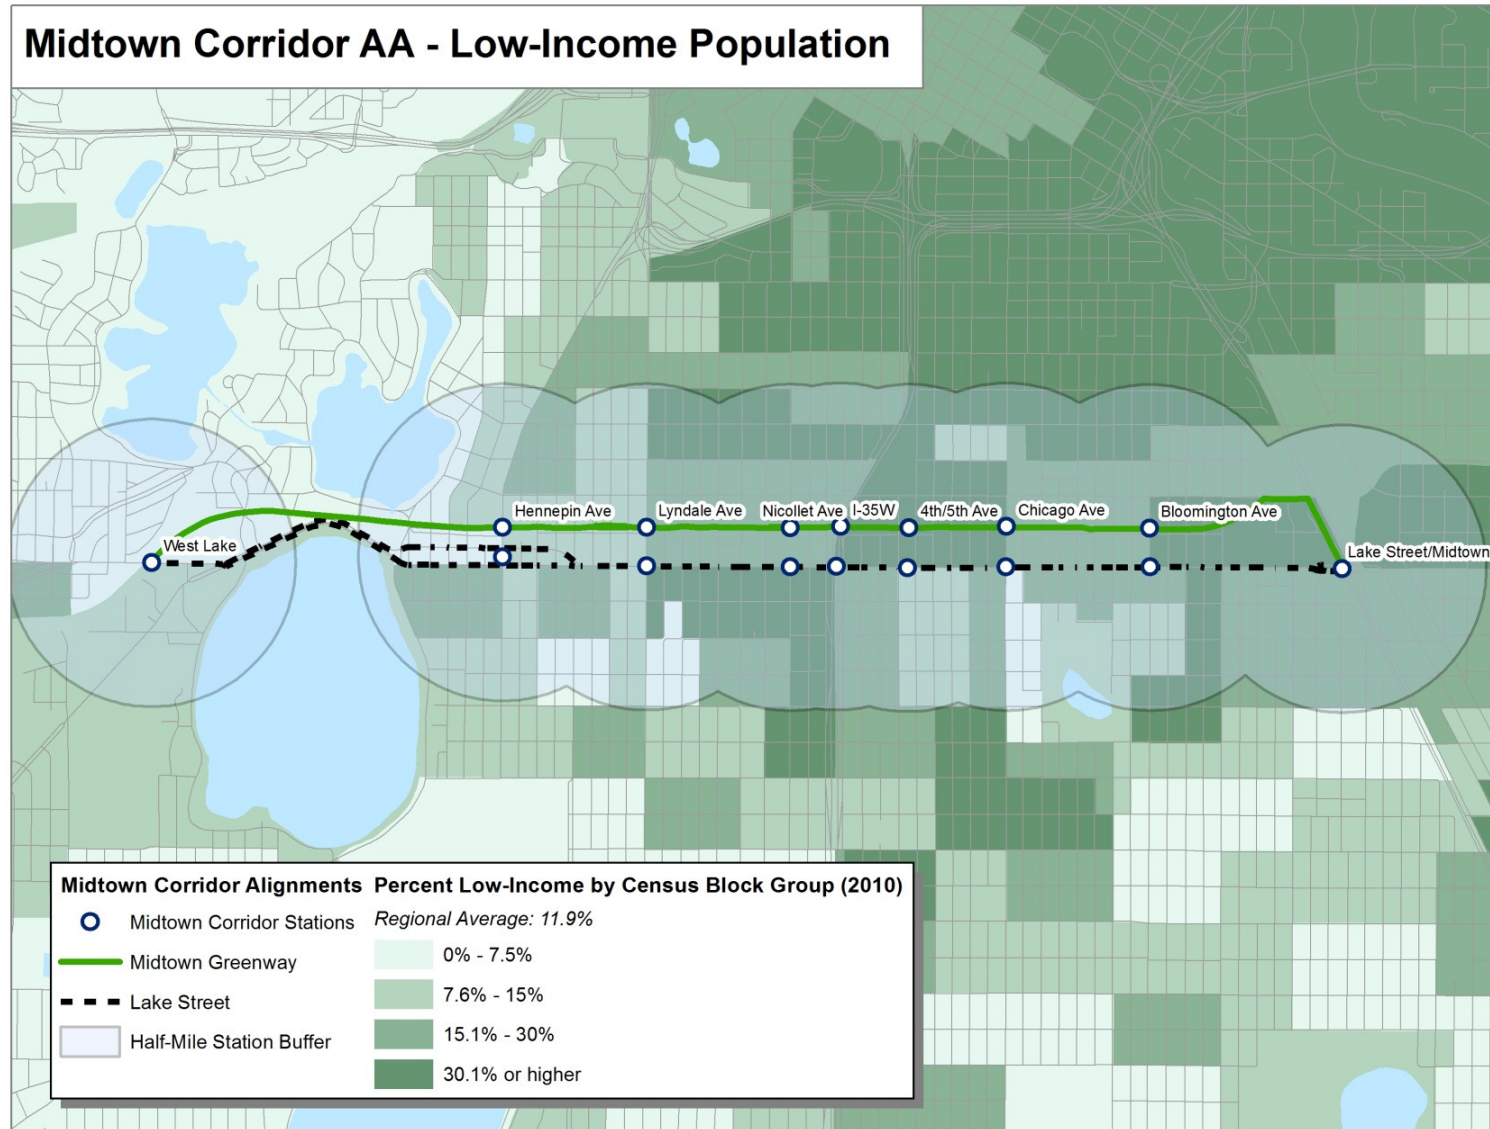 Midtown Corridor AA - Low-Income Population
Hennepin Ave
Lyndale Ave
Nicollet Ave
I-35W
4th/5th Ave
Chicago Ave
Bloomington Ave
West Lake
Lake Street/Midtown
Midtown Corridor Alignments
Midtown Corridor Stations
Midtown Greenway
Lake Street
Half-Mile Station Buffer
Percent Low-Income by Census Block Group (2010)
Regional Average: 11.9%
0% - 7.5%
7.6% - 15%
15.1% - 30%
30.1% or higher